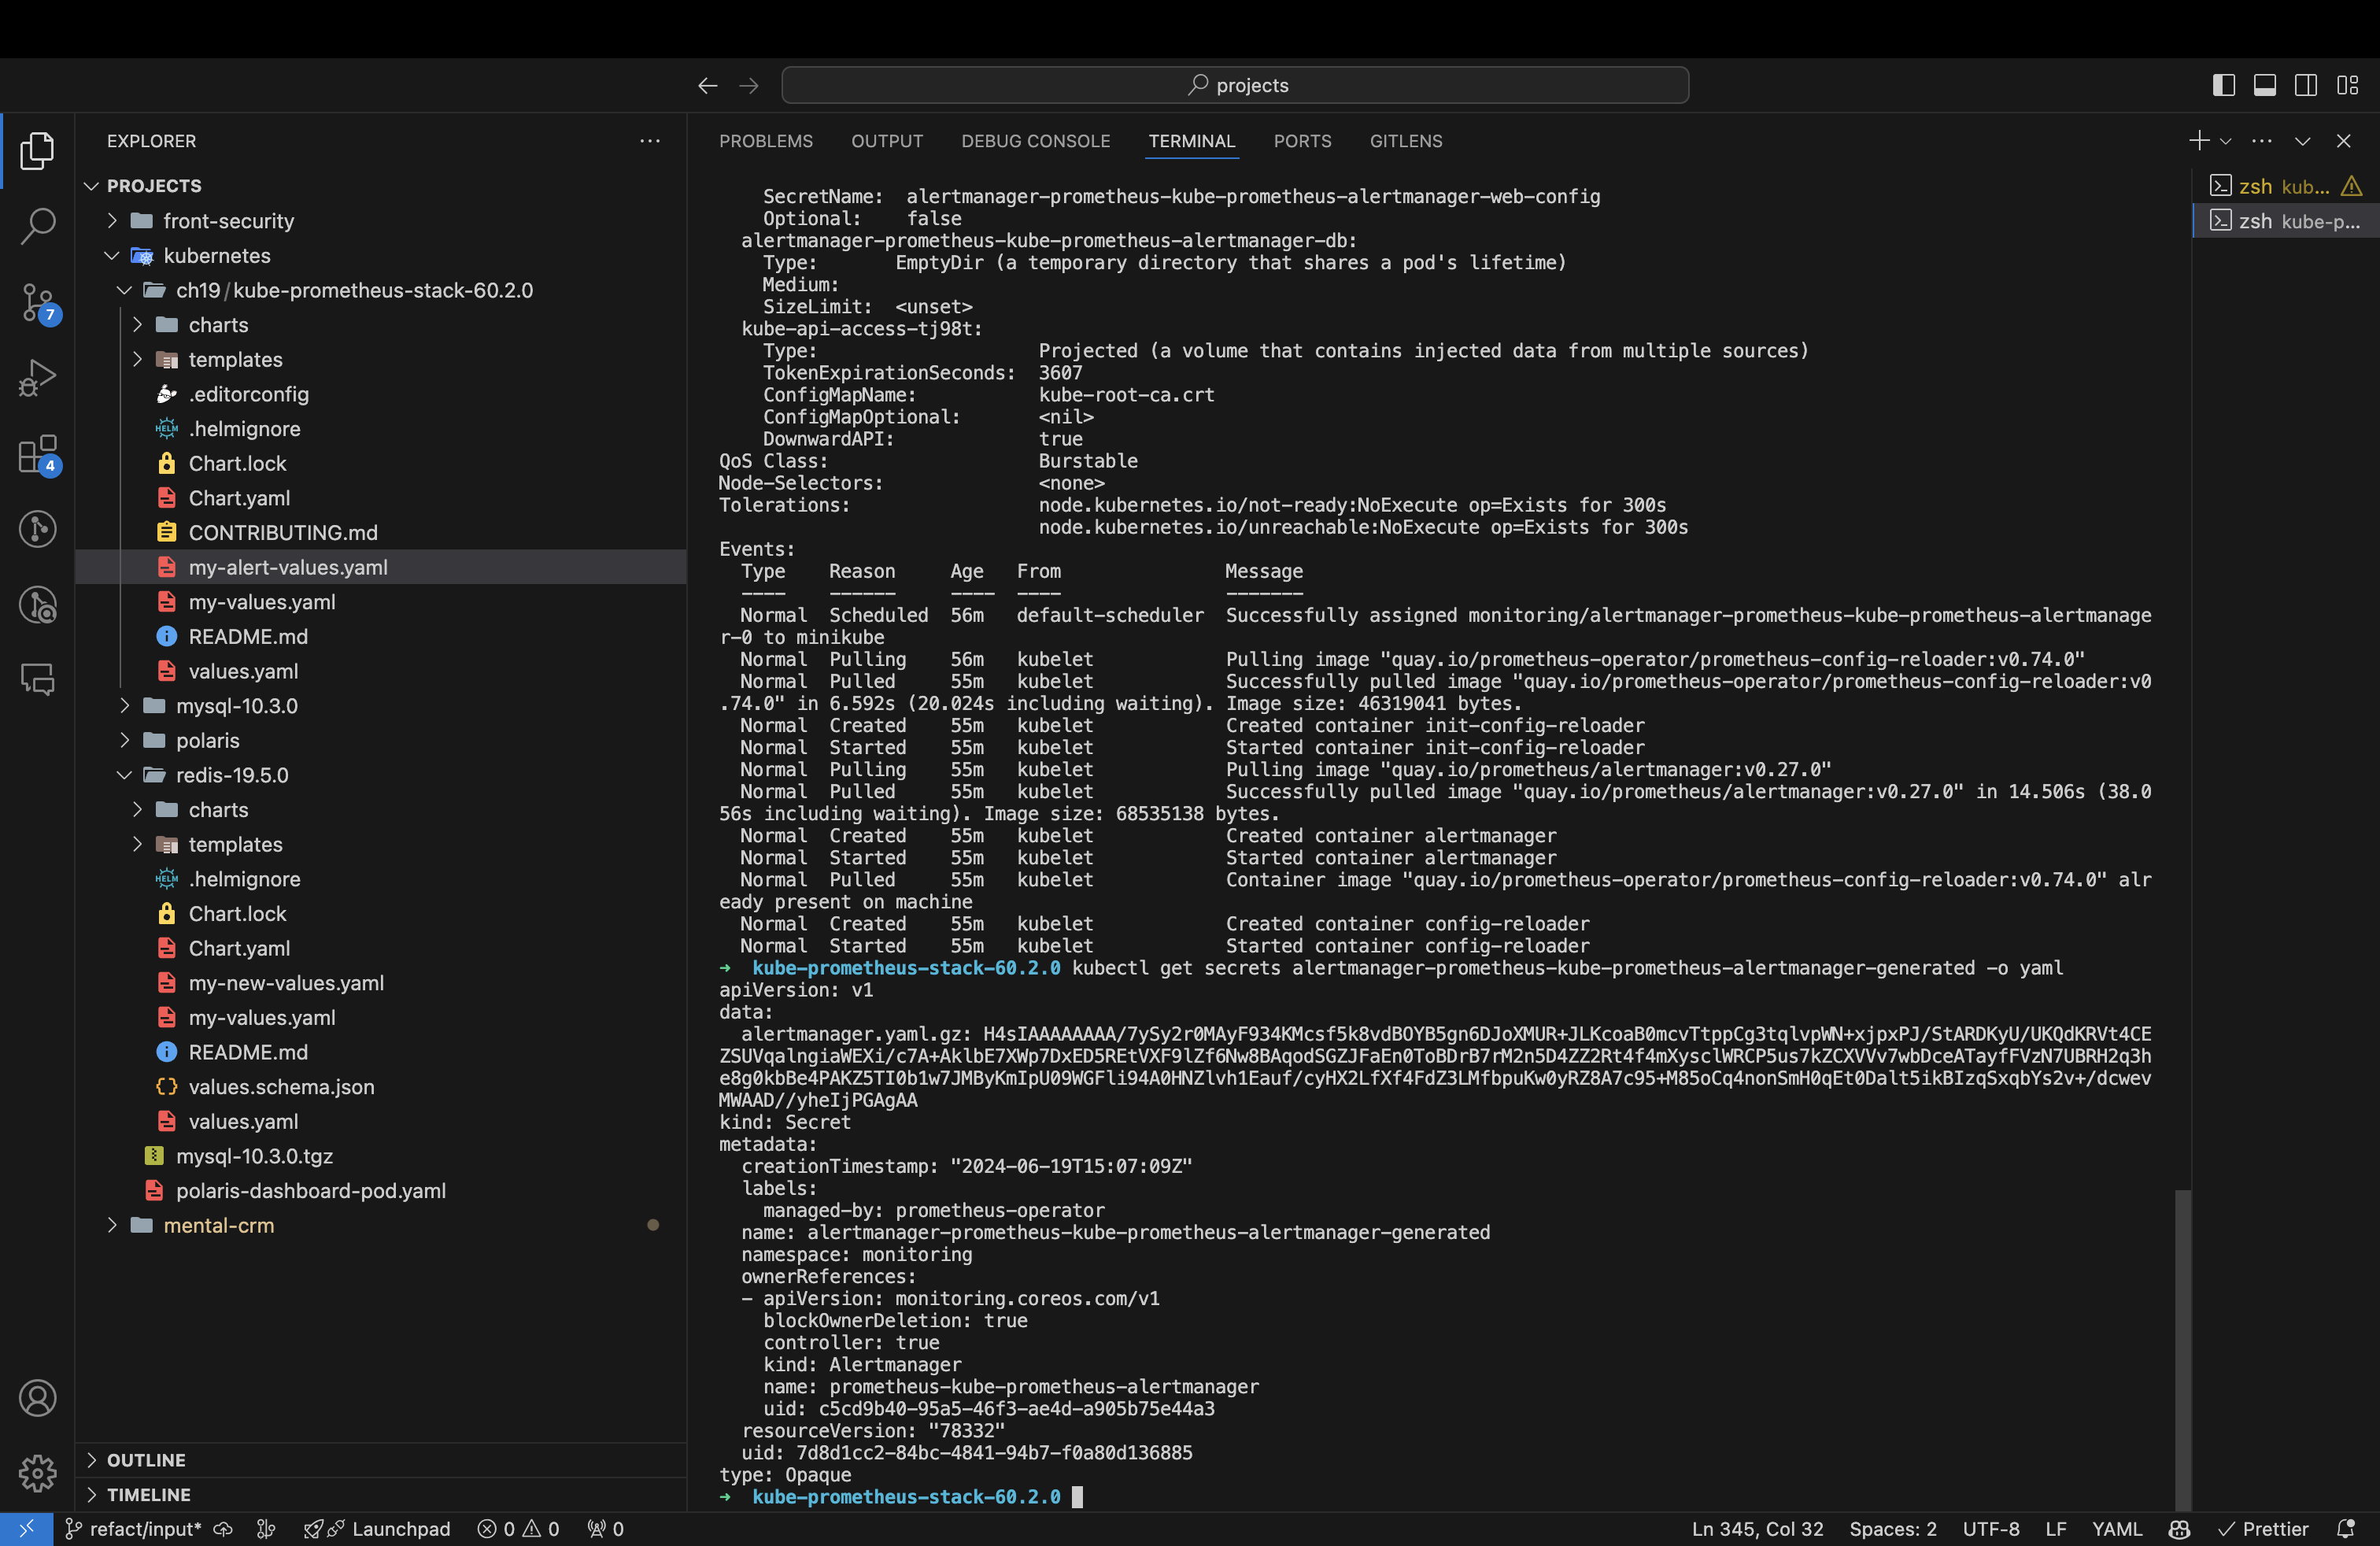 projects
EXPLORER
PROJECTS
front-security
kubernetes
ch19/kube-prometheus-stack-60.2.0
charts
templates
.editorconfig
.helmignore
Chart.lock
Chart.yaml
CONTRIBUTING.md
my-alert-values.yaml
my-values.yaml
README.md
values.yaml
mysql-10.3.0
polaris
redis-19.5.0
charts
templates
.helmignore
Chart.lock
Chart.yaml
my-new-values.yaml
my-values.yaml
README.md
values.schema.json
values.yaml
mysql-10.3.0.tgz
polaris-dashboard-pod.yaml
mental-crm
OUTLINE
TIMELINE
7
4
PROBLEMS OUTPUT DEBUG CONSOLE TERMINAL PORTS GITLENS
zsh kub...
zsh kube-p...
SecretName:  alertmanager-prometheus-kube-prometheus-alertmanager-web-config
Optional:    false
alertmanager-prometheus-kube-prometheus-alertmanager-db:
Type:       EmptyDir (a temporary directory that shares a pod's lifetime)
Medium:
SizeLimit:  <unset>
kube-api-access-tj98t:
Type:                    Projected (a volume that contains injected data from multiple sources)
TokenExpirationSeconds:  3607
ConfigMapName:           kube-root-ca.crt
ConfigMapOptional:       <nil>
DownwardAPI:             true
QoS Class:                   Burstable
Node-Selectors:              <none>
Tolerations:                 node.kubernetes.io/not-ready:NoExecute op=Exists for 300s
node.kubernetes.io/unreachable:NoExecute op=Exists for 300s
Events:
Type    Reason     Age   From               Message
----    ------     ----  ----               -------
Normal  Scheduled  56m   default-scheduler  Successfully assigned monitoring/alertmanager-prometheus-kube-prometheus-alertmanage
r-0 to minikube
Normal  Pulling    56m   kubelet            Pulling image "quay.io/prometheus-operator/prometheus-config-reloader:v0.74.0"
Normal  Pulled     55m   kubelet            Successfully pulled image "quay.io/prometheus-operator/prometheus-config-reloader:v0
.74.0" in 6.592s (20.024s including waiting). Image size: 46319041 bytes.
Normal  Created    55m   kubelet            Created container init-config-reloader
Normal  Started    55m   kubelet            Started container init-config-reloader
Normal  Pulling    55m   kubelet            Pulling image "quay.io/prometheus/alertmanager:v0.27.0"
Normal  Pulled     55m   kubelet            Successfully pulled image "quay.io/prometheus/alertmanager:v0.27.0" in 14.506s (38.0
56s including waiting). Image size: 68535138 bytes.
Normal  Created    55m   kubelet            Created container alertmanager
Normal  Started    55m   kubelet            Started container alertmanager
Normal  Pulled     55m   kubelet            Container image "quay.io/prometheus-operator/prometheus-config-reloader:v0.74.0" alr
eady present on machine
Normal  Created    55m   kubelet            Created container config-reloader
Normal  Started    55m   kubelet            Started container config-reloader
➜  kube-prometheus-stack-60.2.0 kubectl get secrets alertmanager-prometheus-kube-prometheus-alertmanager-generated -o yaml
apiVersion: v1
data:
alertmanager.yaml.gz: H4sIAAAAAAAA/7ySy2r0MAyF934KMcsf5k8vdBOYB5gn6DJoXMUR+JLKcoaB0mcvTtppCg3tqlvpWN+xjpxPJ/StARDKyU/UKQdKRVt4CE
ZSUVqalngiaWEXi/c7A+AklbE7XWp7DxED5REtVXF9lZf6Nw8BAqodSGZJFaEn0ToBDrB7rM2n5D4ZZ2Rt4f4mXysclWRCP5us7kZCXVVv7wbDceATayfFVzN7UBRH2q3h
e8g0kbBe4PAKZ5TI0b1w7JMByKmIpU09WGFli94A0HNZlvh1Eauf/cyHX2LfXf4FdZ3LMfbpuKw0yRZ8A7c95+M85oCq4nonSmH0qEt0Dalt5ikBIzqSxqbYs2v+/dcwev
MWAAD//yheIjPGAgAA
kind: Secret
metadata:
creationTimestamp: "2024-06-19T15:07:09Z"
labels:
managed-by: prometheus-operator
name: alertmanager-prometheus-kube-prometheus-alertmanager-generated
namespace: monitoring
ownerReferences:
- apiVersion: monitoring.coreos.com/v1
blockOwnerDeletion: true
controller: true
kind: Alertmanager
name: prometheus-kube-prometheus-alertmanager
uid: c5cd9b40-95a5-46f3-ae4d-a905b75e44a3
resourceVersion: "78332"
uid: 7d8d1cc2-84bc-4841-94b7-f0a80d136885
type: Opaque
➜  kube-prometheus-stack-60.2.0
refact/input* Launchpad 0 0 0 Ln 345, Col 32 Spaces: 2 UTF-8 LF YAML Prettier